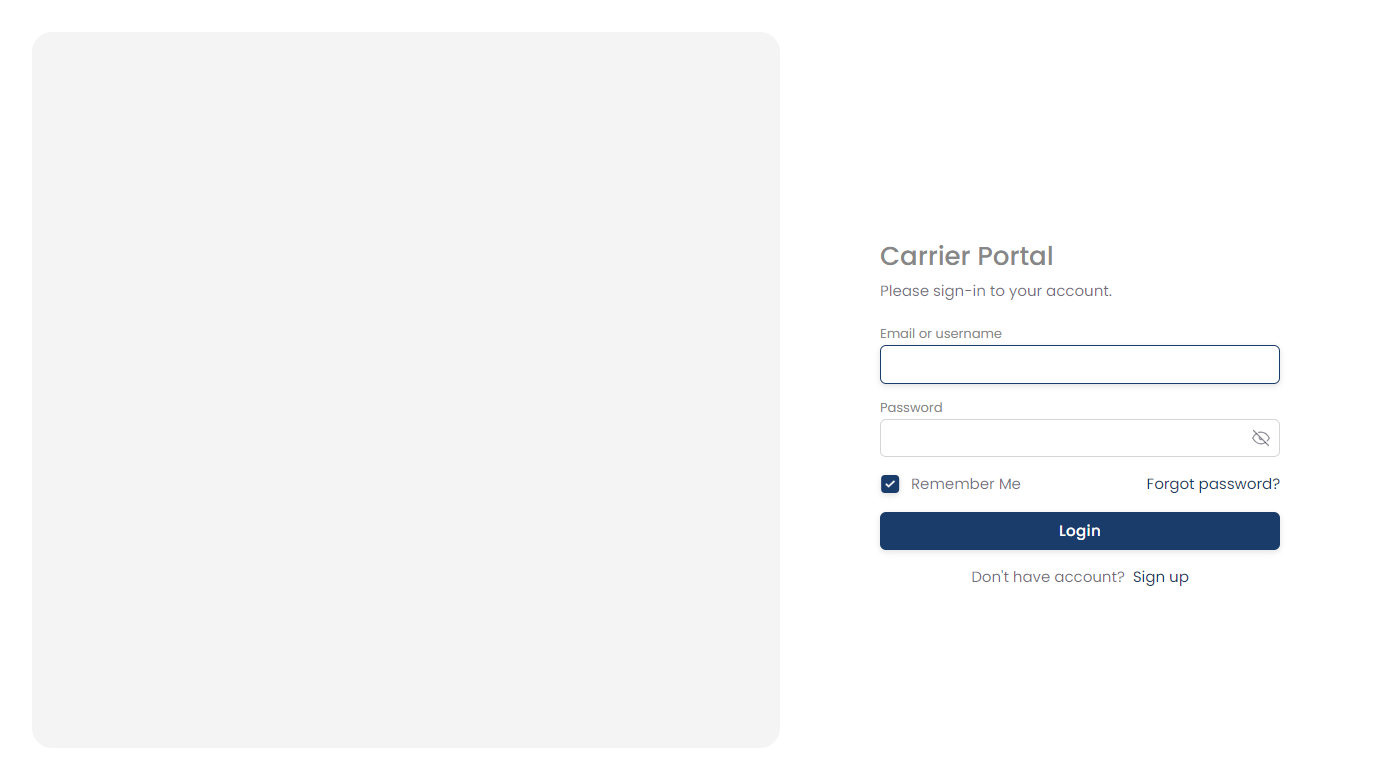 Carrier Portal
Please sign-in to your account.
Email or username
Password
Remember Me Forgot password?
Login
Don't have account? Sign up